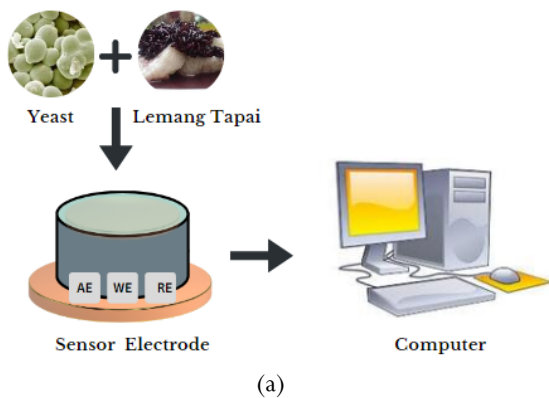 Yeast
Lemang Tapai
AE
WE
RE
Sensor Electrode
Computer
(a)